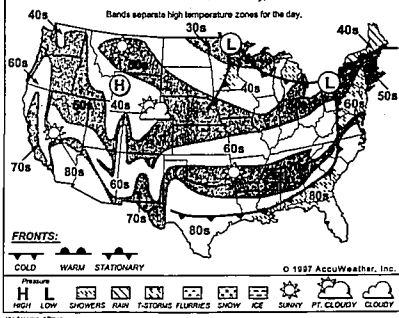 Bands separate high temperature zones for the day.
40s
30s
40s
60s
L
50s
H
40s
40s
L
60s
50s
50s
60s
70s
80s
60s
70s
80s
80s
FRONTS:
COLD WARM STATIONARY
© 1997 AccuWeather, Inc.
Pressure
H L
HIGH LOW SHOWERS RAIN T-STORMS FLURRIES SNOW ICE SUNNY PT. CLOUDY CLOUDY